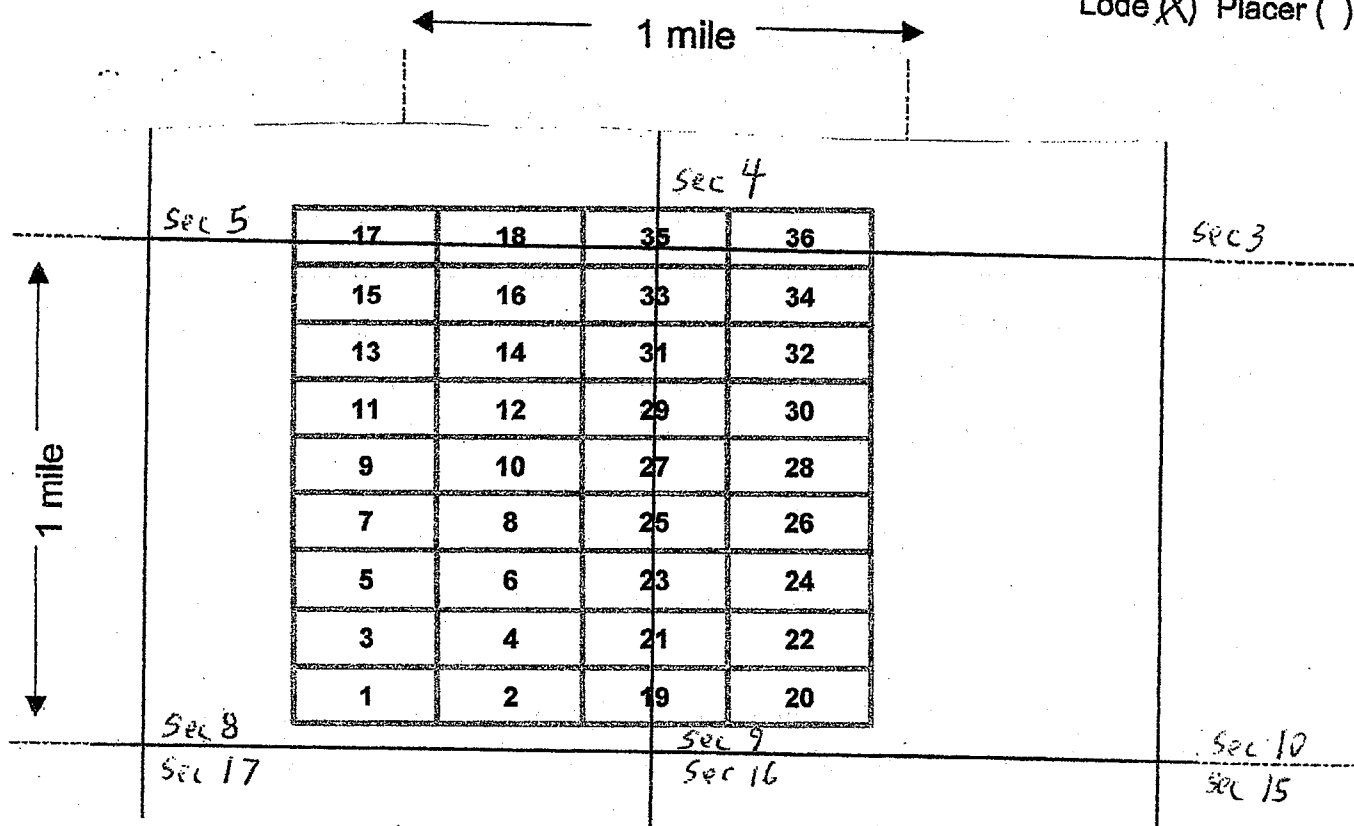 Lode (X) Placer ( )
1 mile
sec 4
Sec 5
sec 3
17 18 35 36
15 16 33 34
13 14 31 32
11 12 29 30
9 10 27 28
1 mile
7 8 25 26
5 6 23 24
3 4 21 22
1 2 19 20
Sec 8
Sec 9
Sec 10
Sec 17
Sec 16
Sec 15